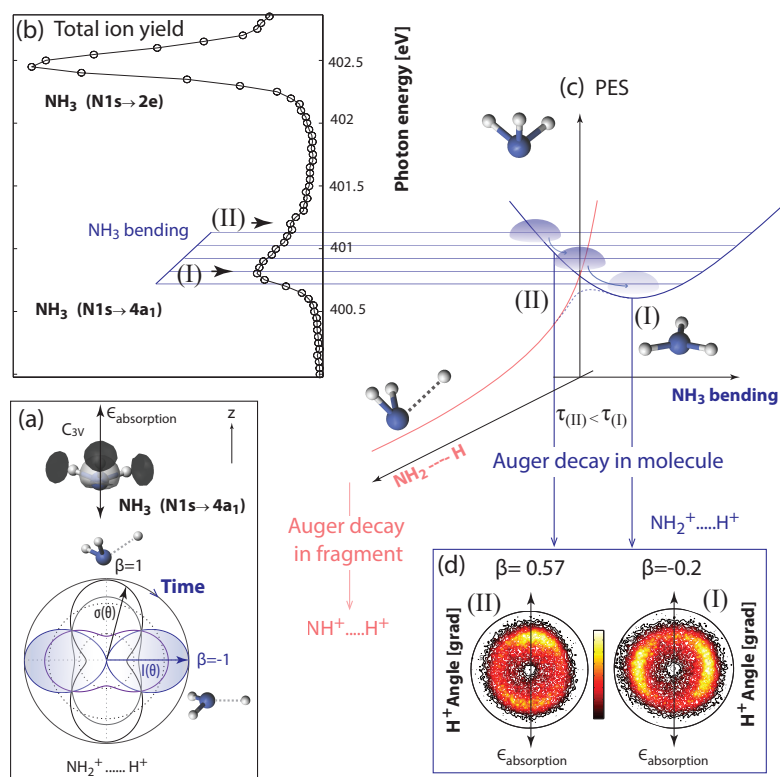 (b) Total ion yield
NH₃ (N1s→2e)
NH₃ bending
(II)
(I)
NH₃ (N1s→4a₁)
402.5
402
401.5
401
400.5
Photon energy [eV]
(c) PES
(II)
(I)
NH₃ bending
τ(II) < τ(I)
NH₂ ---- H
Auger decay in molecule
NH₂⁺.....H⁺
Auger decay
in fragment
NH⁺.....H⁺
(a)
ϵabsorption
z
C3V
NH₃ (N1s→4a₁)
β=1
Time
σ(θ)
β=-1
I(θ)
NH₂⁺ ...... H⁺
(d)
β= 0.57
β=-0.2
(II)
(I)
H⁺ Angle [grad]
H⁺ Angle [grad]
ϵabsorption
ϵabsorption